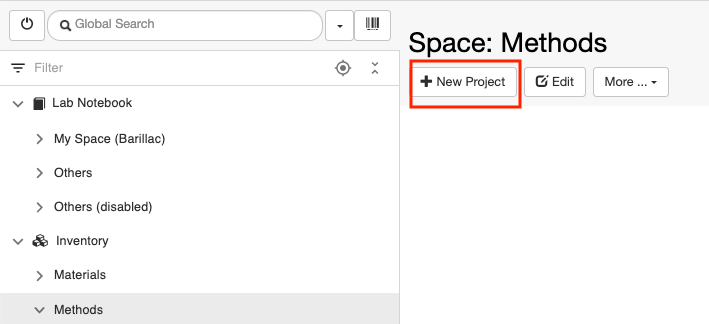 Global Search
Space: Methods
New Project
Edit
More ...
Filter
Lab Notebook
My Space (Barillac)
Others
Others (disabled)
Inventory
Materials
Methods